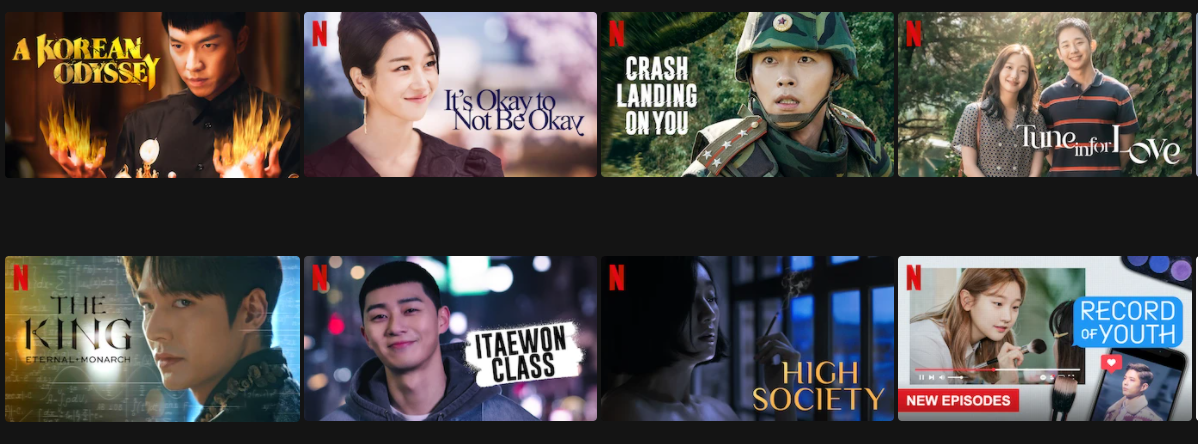 A KOREAN
ODYSSEY
N
It's Okay to
Not Be Okay
N
CRASH
LANDING
ON YOU
N
Tune in for Love
N
THE
KING
ETERNAL MONARCH
N
ITAEWON
CLASS
N
HIGH
SOCIETY
N
RECORD
OF YOUTH
NEW EPISODES